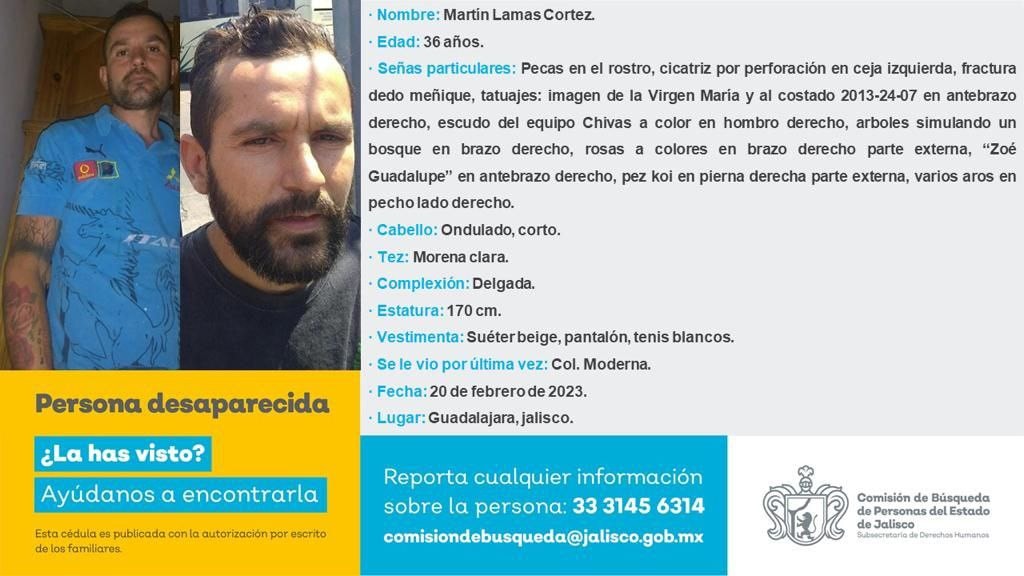 · Nombre: Martín Lamas Cortez.
· Edad: 36 años.
· Señas particulares: Pecas en el rostro, cicatriz por perforación en ceja izquierda, fractura
dedo meñique, tatuajes: imagen de la Virgen María y al costado 2013-24-07 en antebrazo
derecho, escudo del equipo Chivas a color en hombro derecho, arboles simulando un
bosque en brazo derecho, rosas a colores en brazo derecho parte externa, “Zoé
Guadalupe” en antebrazo derecho, pez koi en pierna derecha parte externa, varios aros en
pecho lado derecho.
· Cabello: Ondulado, corto.
· Tez: Morena clara.
· Complexión: Delgada.
· Estatura: 170 cm.
· Vestimenta: Suéter beige, pantalón, tenis blancos.
· Se le vio por última vez: Col. Moderna.
· Fecha: 20 de febrero de 2023.
· Lugar: Guadalajara, jalisco.
Persona desaparecida
¿La has visto?
Ayúdanos a encontrarla
Esta cédula es publicada con la autorización por escrito
de los familiares.
Reporta cualquier información
sobre la persona: 33 3145 6314
comisiondebusqueda@jalisco.gob.mx
Comisión de Búsqueda
de Personas del Estado
de Jalisco
Subsecretaría de Derechos Humanos